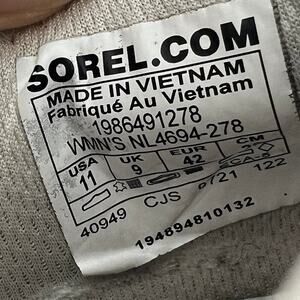 SOREL.COM
MADE IN VIETNAM
Fabriqué Au Vietnam
1986491278
WMN'S NL4694-278
USA UK EUR CM
11 9 42
40949 CJS 0721 122
194894810132